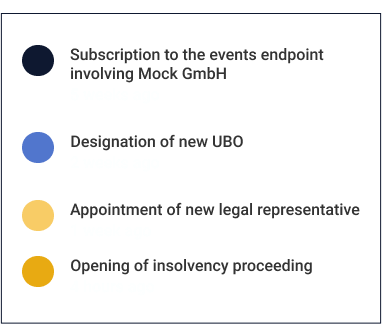 Subscription to the events endpoint
involving Mock GmbH
Designation of new UBO
Appointment of new legal representative
Opening of insolvency proceeding